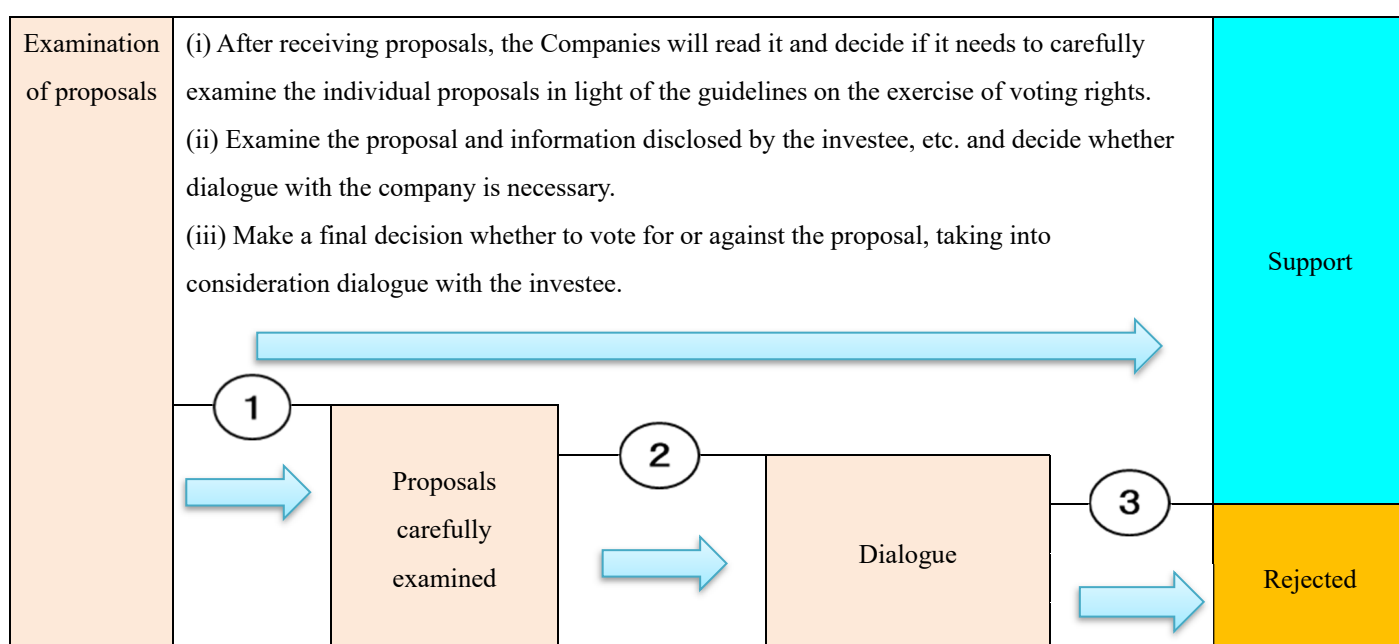 Examination
of proposals
(i) After receiving proposals, the Companies will read it and decide if it needs to carefully
examine the individual proposals in light of the guidelines on the exercise of voting rights.
(ii) Examine the proposal and information disclosed by the investee, etc. and decide whether
dialogue with the company is necessary.
(iii) Make a final decision whether to vote for or against the proposal, taking into
consideration dialogue with the investee.
Support
1
2
3
Proposals
carefully
examined
Dialogue
Rejected